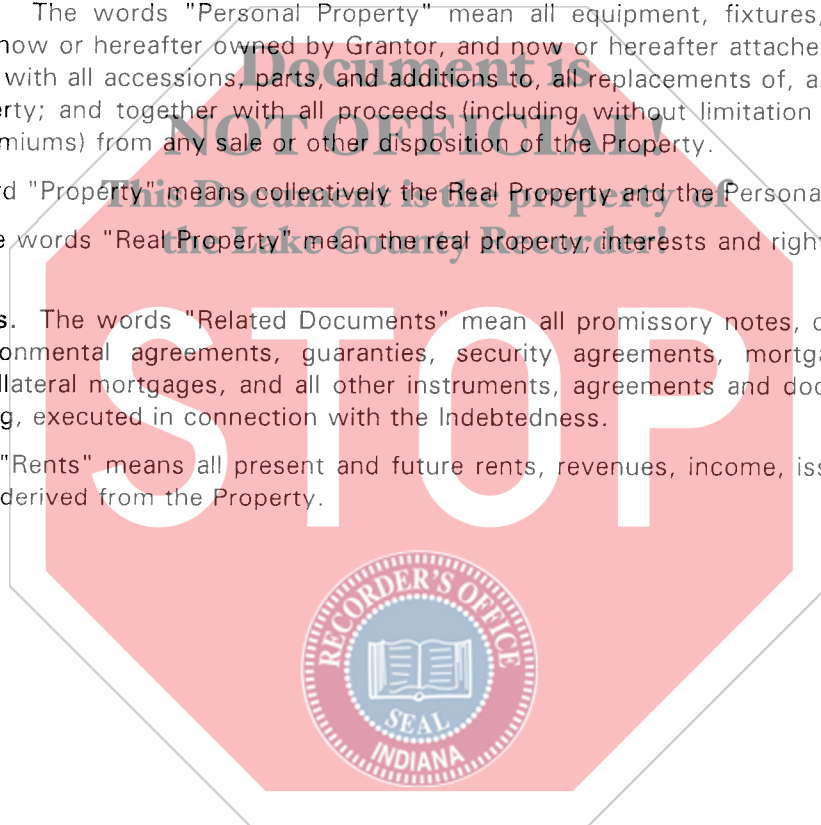 The words "Personal Property" mean all equipment, fixtures,
now or hereafter owned by Grantor, and now or hereafter attache
with all accessions, parts, and additions to, all replacements of, a
erty; and together with all proceeds (including without limitation
miums) from any sale or other disposition of the Property.
rd "Property" means collectively the Real Property and the Persona
e words "Real Property" mean the real property, interests and right
s. The words "Related Documents" mean all promissory notes, c
onmental agreements, guaranties, security agreements, mortga
llateral mortgages, and all other instruments, agreements and doc
g, executed in connection with the Indebtedness.
"Rents" means all present and future rents, revenues, income, iss
derived from the Property.
Document is
NOT OFFICIAL!
This Document is the property of
the Lake County Recorder!
STOP
RECORDER'S OFFICE
SEAL
INDIANA